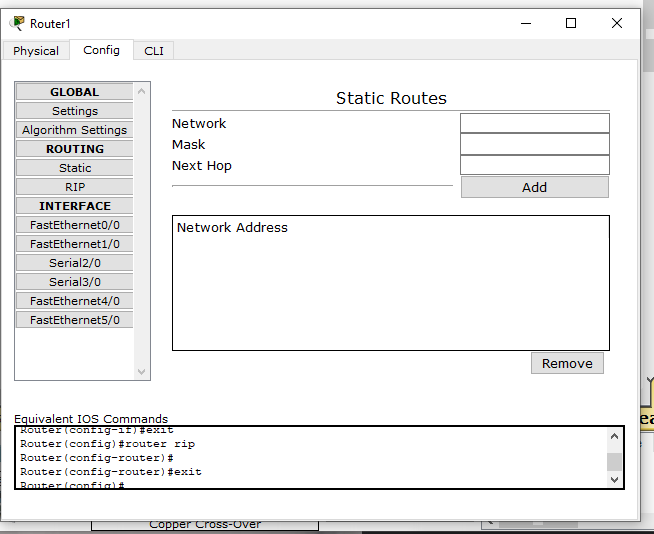 Router1
Physical
Config
CLI
GLOBAL
Settings
Algorithm Settings
ROUTING
Static
RIP
INTERFACE
FastEthernet0/0
FastEthernet1/0
Serial2/0
Serial3/0
FastEthernet4/0
FastEthernet5/0
Static Routes
Network
Mask
Next Hop
Add
Network Address
Remove
Equivalent IOS Commands
Router(config-if)#exit
Router(config)#router rip
Router(config-router)#
Router(config-router)#exit
Router(config)#
Copper Cross-Over